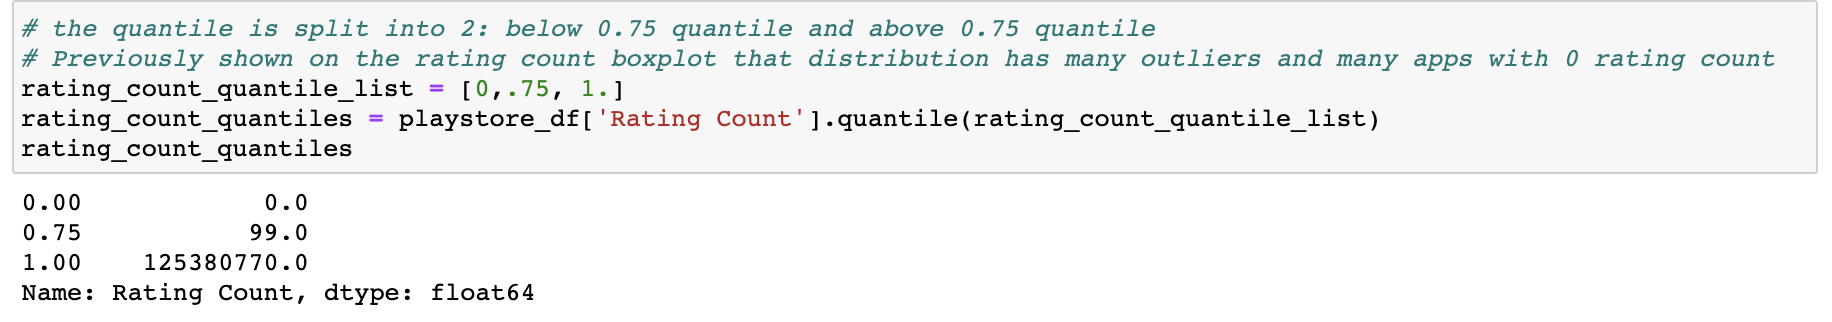 # the quantile is split into 2: below 0.75 quantile and above 0.75 quantile
# Previously shown on the rating count boxplot that distribution has many outliers and many apps with 0 rating count
rating_count_quantile_list = [0,.75, 1.]
rating_count_quantiles = playstore_df['Rating Count'].quantile(rating_count_quantile_list)
rating_count_quantiles
0.00            0.0
0.75           99.0
1.00    125380770.0
Name: Rating Count, dtype: float64